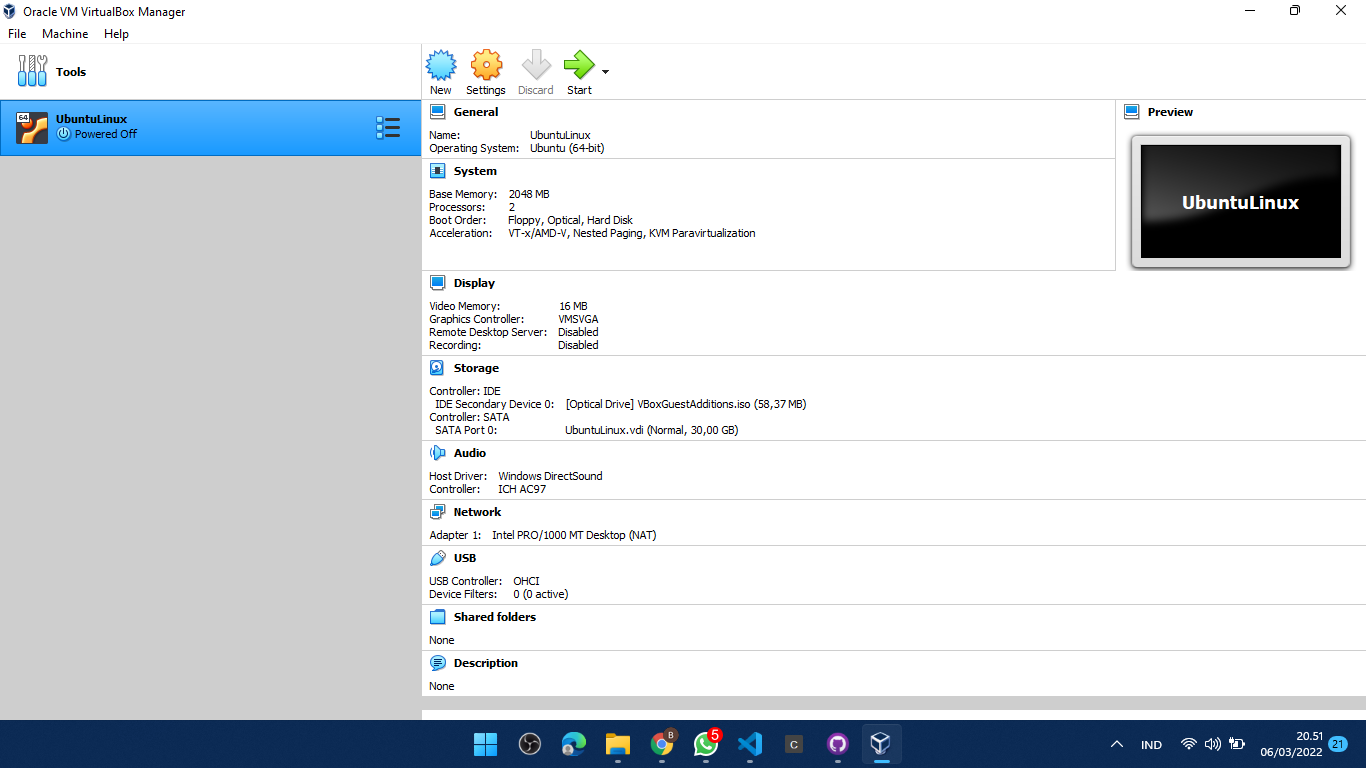 Oracle VM VirtualBox Manager
File Machine Help
Tools
New Settings Discard Start
64
UbuntuLinux
Powered Off
General
Name: UbuntuLinux
Operating System: Ubuntu (64-bit)
Preview
UbuntuLinux
System
Base Memory: 2048 MB
Processors: 2
Boot Order: Floppy, Optical, Hard Disk
Acceleration: VT-x/AMD-V, Nested Paging, KVM Paravirtualization
Display
Video Memory: 16 MB
Graphics Controller: VMSVGA
Remote Desktop Server: Disabled
Recording: Disabled
Storage
Controller: IDE
IDE Secondary Device 0: [Optical Drive] VBoxGuestAdditions.iso (58,37 MB)
Controller: SATA
SATA Port 0: UbuntuLinux.vdi (Normal, 30,00 GB)
Audio
Host Driver: Windows DirectSound
Controller: ICH AC97
Network
Adapter 1: Intel PRO/1000 MT Desktop (NAT)
USB
USB Controller: OHCI
Device Filters: 0 (0 active)
Shared folders
None
Description
None
B
5
C
IND
20.51
06/03/2022
21